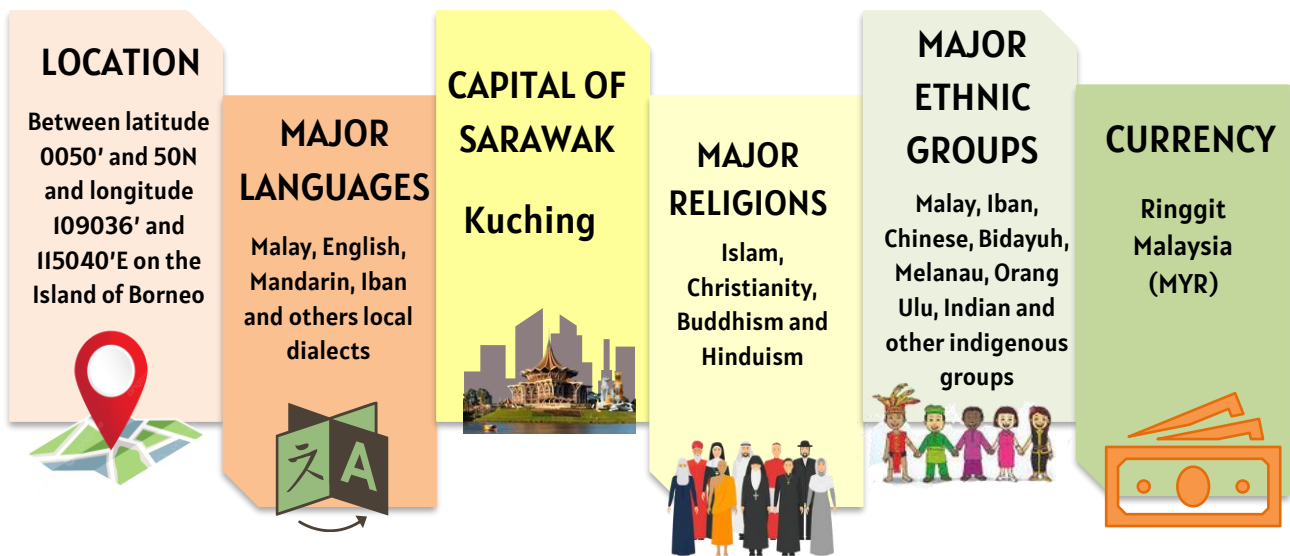 LOCATION
Between latitude
0050' and 50N
and longitude
109036' and
115040'E on the
Island of Borneo
MAJOR
LANGUAGES
Malay, English,
Mandarin, Iban
and others local
dialects
A
CAPITAL OF
SARAWAK
Kuching
MAJOR
RELIGIONS
Islam,
Christianity,
Buddhism and
Hinduism
MAJOR
ETHNIC
GROUPS
Malay, Iban,
Chinese, Bidayuh,
Melanau, Orang
Ulu, Indian and
other indigenous
groups
CURRENCY
Ringgit
Malaysia
(MYR)